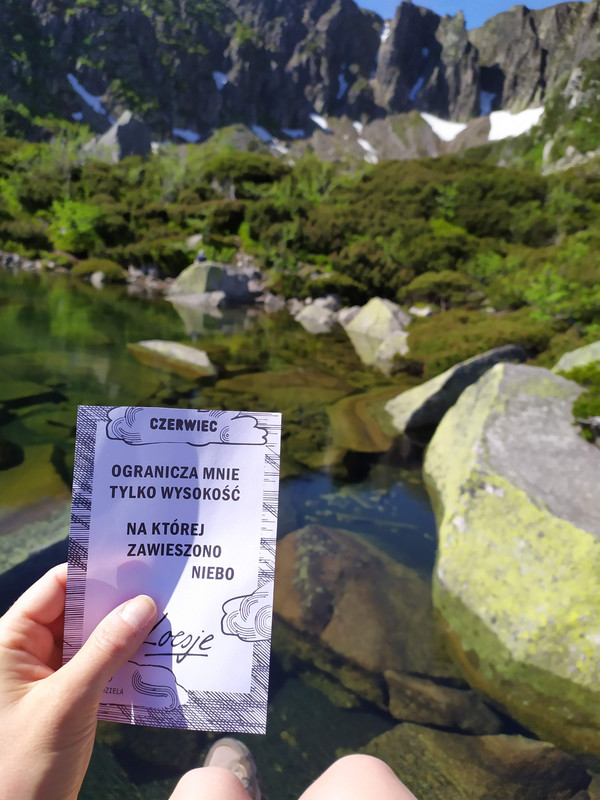 CZERWIEC
OGRANICZA MNIE
TYLKO WYSOKOŚĆ
NA KTÓREJ
ZAWIESZONO
NIEBO
Loesje